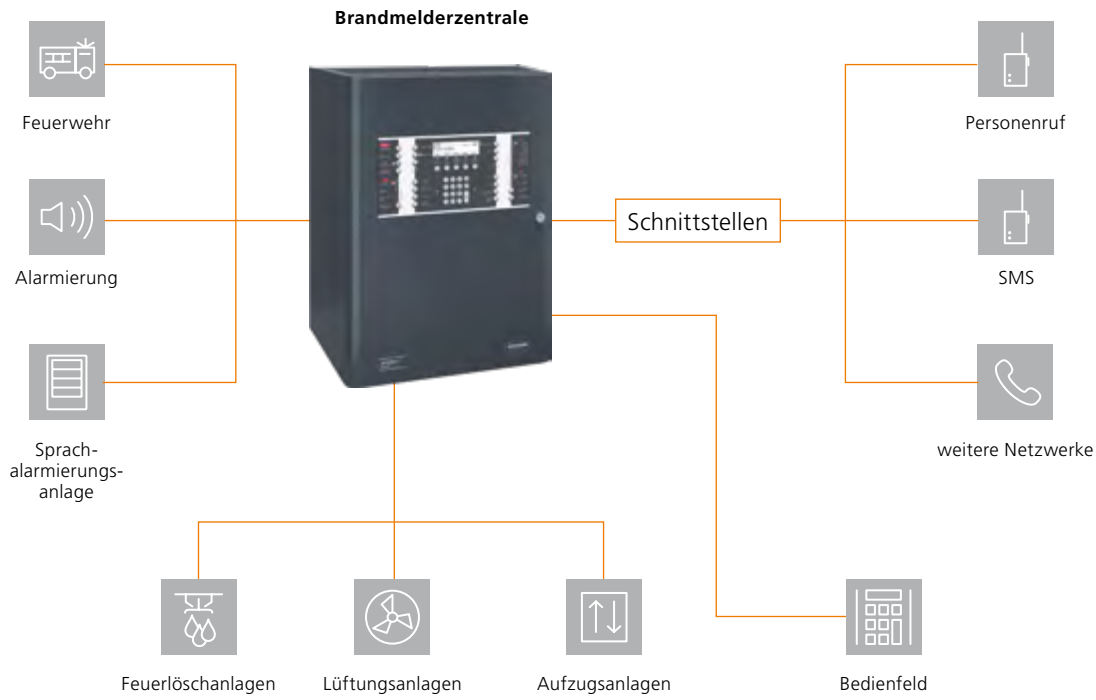 Brandmelderzentrale
Feuerwehr
Personenruf
Schnittstellen
Alarmierung
SMS
Sprach-
alarmierungs-
anlage
weitere Netzwerke
Feuerlöschanlagen
Lüftungsanlagen
Aufzugsanlagen
Bedienfeld